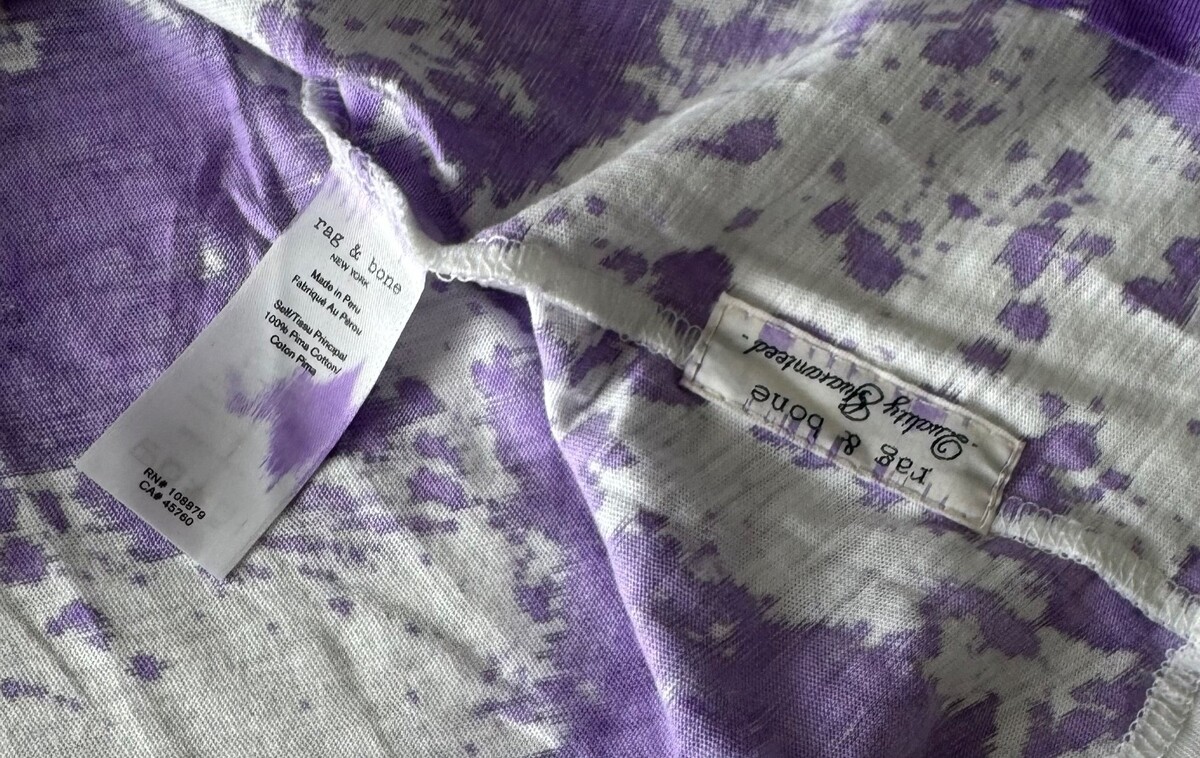 rag & bone
NEW YORK
Made in Peru
Fabriqué Au Pérou
Self/Tissu Principal
100% Pima Cotton/
Coton Pima
RN# 108879
CA# 45760
rag & bone
Quality Guaranteed.